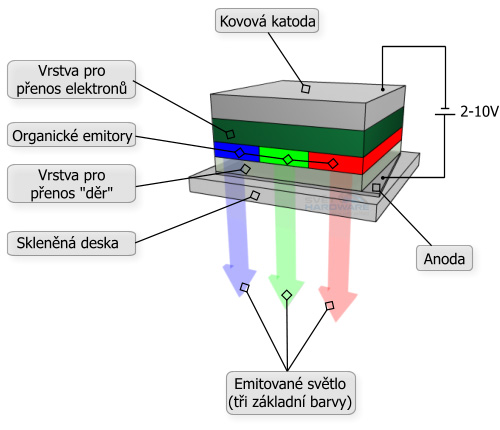 Kovová katoda
Vrstva pro
přenos elektronů
2-10V
Organické emitory
Vrstva pro
přenos "děr"
Skleněná deska
Anoda
Emitované světlo
(tři základní barvy)